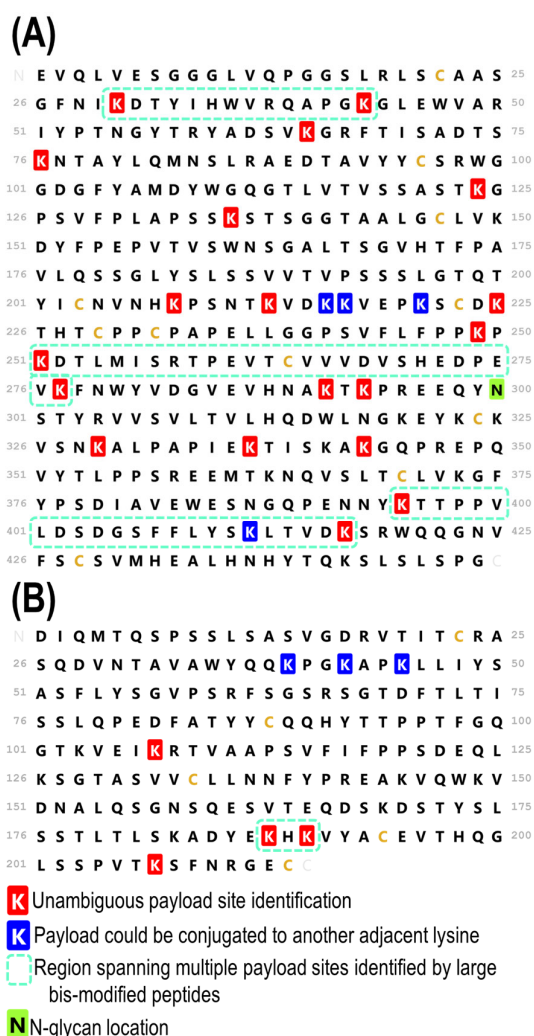 (A)
N E V Q L V E S G G G L V Q P G G S L R L S C A A S 25
26 G F N I K D T Y I H W V R Q A P G K G L E W V A R 50
51 I Y P T N G Y T R Y A D S V K G R F T I S A D T S 75
76 K N T A Y L Q M N S L R A E D T A V Y Y C S R W G 100
101 G D G F Y A M D Y W G Q G T L V T V S S A S T K G 125
126 P S V F P L A P S S K S T S G G T A A L G C L V K 150
151 D Y F P E P V T V S W N S G A L T S G V H T F P A 175
176 V L Q S S G L Y S L S S V V T V P S S S L G T Q T 200
201 Y I C N V N H K P S N T K V D K K V E P K S C D K 225
226 T H T C P P C P A P E L L G G P S V F L F P P K P 250
251 K D T L M I S R T P E V T C V V V D V S H E D P E 275
276 V K F N W Y V D G V E V H N A K T K P R E E Q Y N 300
301 S T Y R V V S V L T V L H Q D W L N G K E Y K C K 325
326 V S N K A L P A P I E K T I S K A K G Q P R E P Q 350
351 V Y T L P P S R E E M T K N Q V S L T C L V K G F 375
376 Y P S D I A V E W E S N G Q P E N N Y K T T P P V 400
401 L D S D G S F F L Y S K L T V D K S R W Q Q G N V 425
426 F S C S V M H E A L H N H Y T Q K S L S L S P G C
(B)
N D I Q M T Q S P S S L S A S V G D R V T I T C R A 25
26 S Q D V N T A V A W Y Q Q K P G K A P K L L I Y S 50
51 A S F L Y S G V P S R F S G S R S G T D F T L T I 75
76 S S L Q P E D F A T Y Y C Q Q H Y T T P P T F G Q 100
101 G T K V E I K R T V A A P S V F I F P P S D E Q L 125
126 K S G T A S V V C L L N N F Y P R E A K V Q W K V 150
151 D N A L Q S G N S Q E S V T E Q D S K D S T Y S L 175
176 S S T L T L S K A D Y E K H K V Y A C E V T H Q G 200
201 L S S P V T K S F N R G E C C
K Unambiguous payload site identification
K Payload could be conjugated to another adjacent lysine
Region spanning multiple payload sites identified by large
bis-modified peptides
N N-glycan location